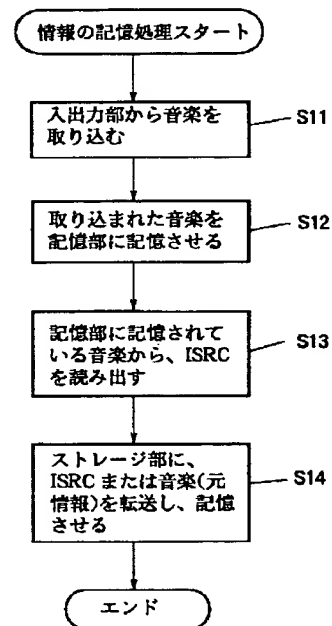 情報の記憶処理スタート
入出力部から音楽を
取り込む
S11
取り込まれた音楽を
記憶部に記憶させる
S12
記憶部に記憶されて
いる音楽から、ISRC
を読み出す
S13
ストレージ部に、
ISRC または音楽(元
情報)を転送し、記憶
させる
S14
エンド